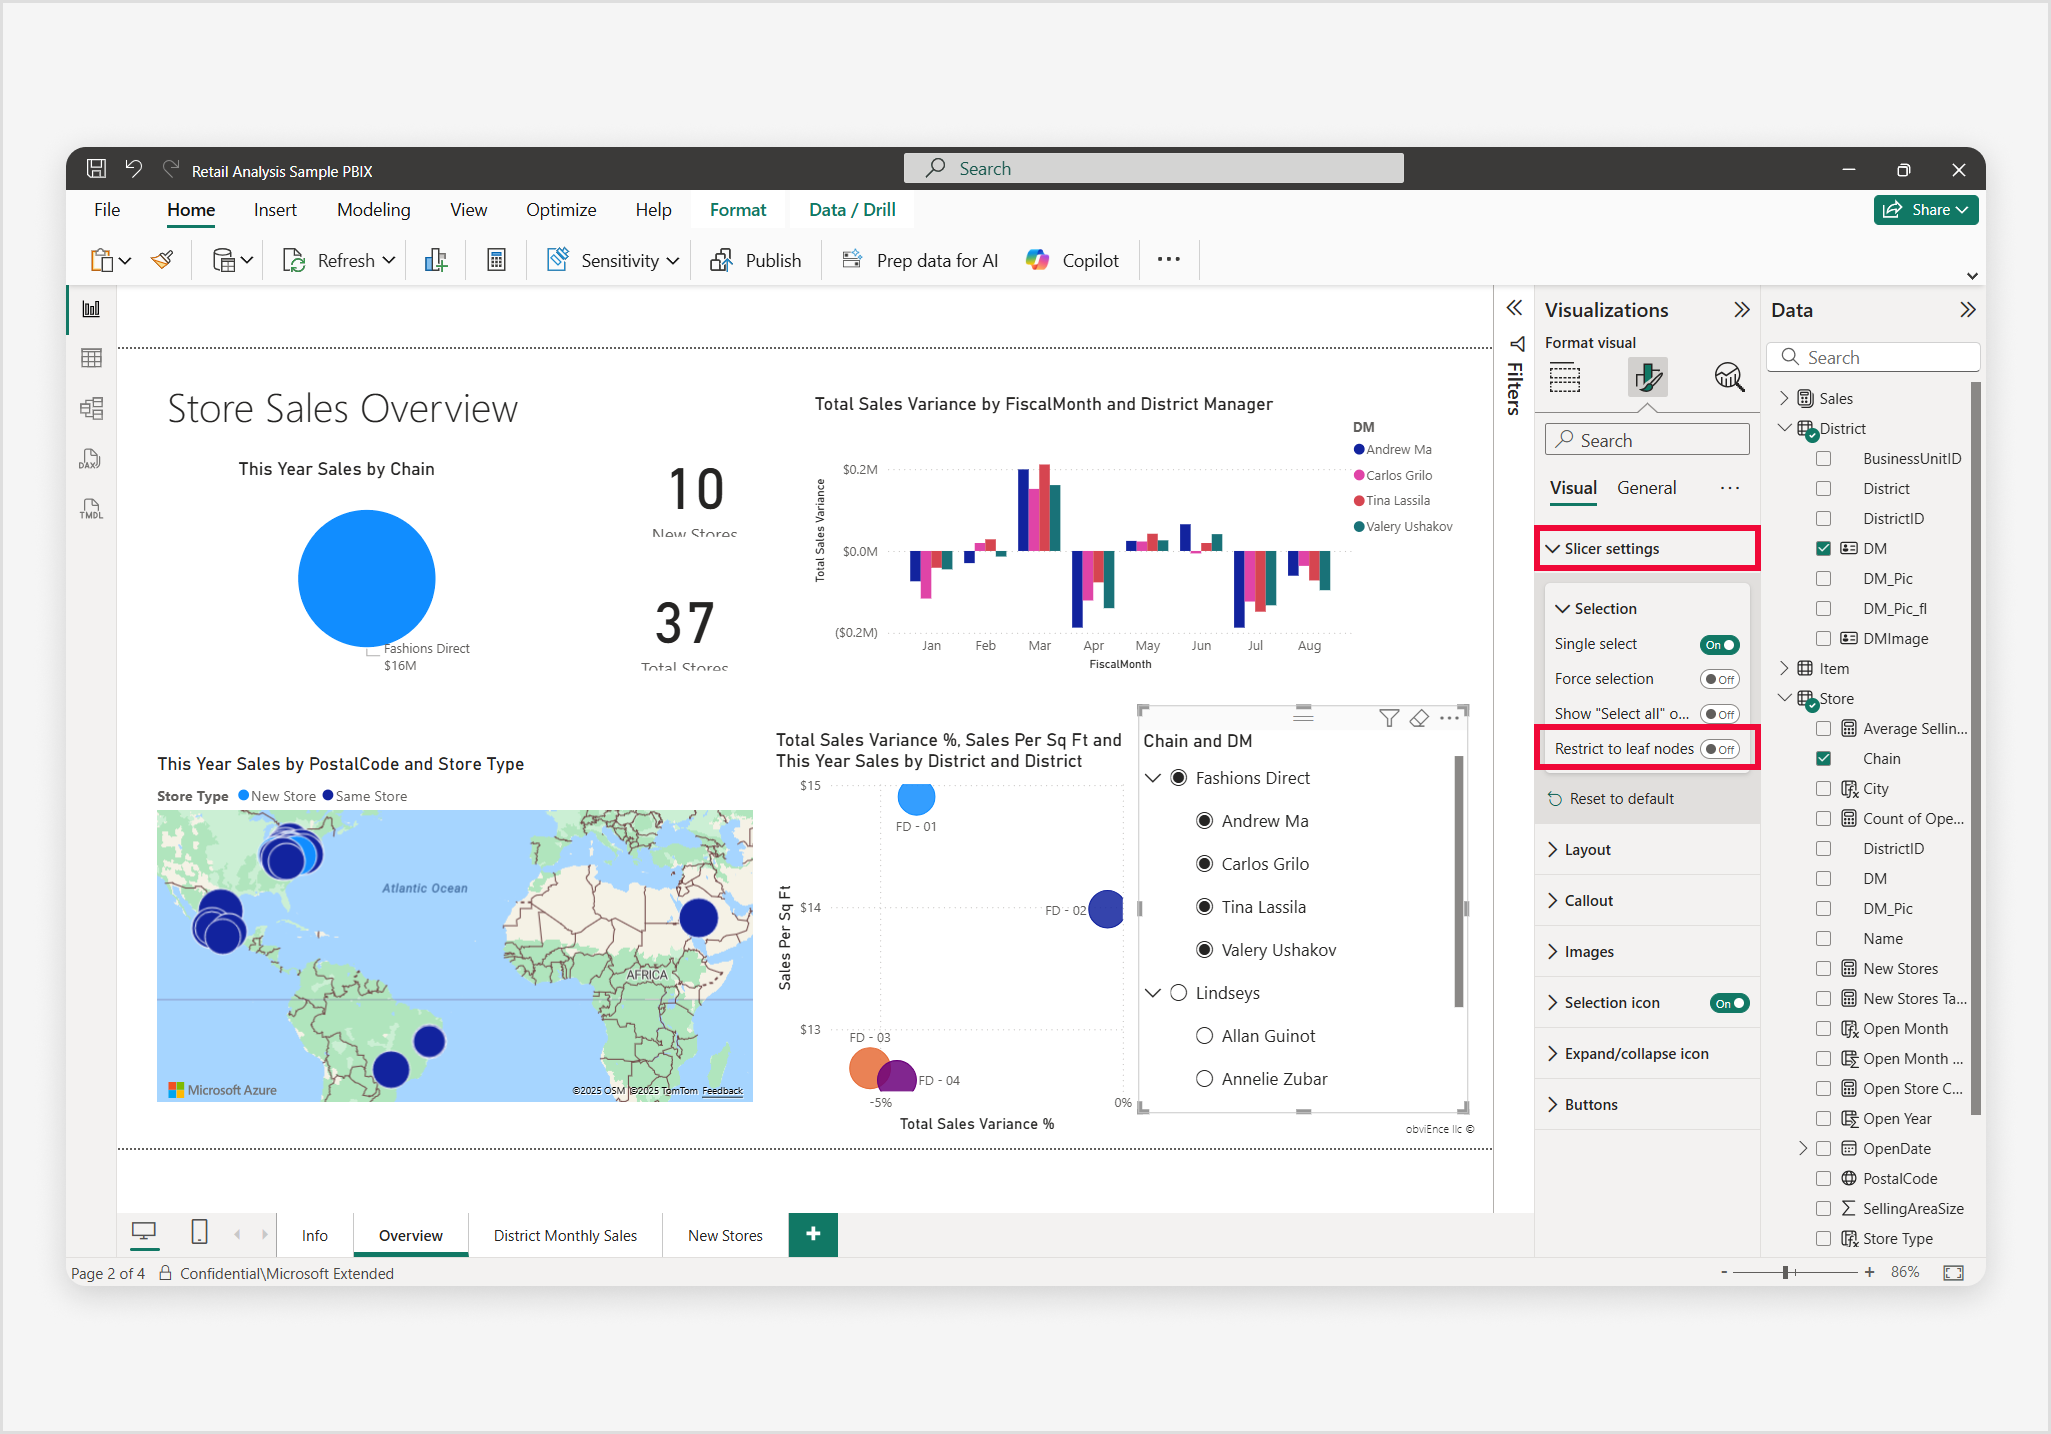 Retail Analysis Sample PBIX
Search
File
Home
Insert
Modeling
View
Optimize
Help
Format
Data / Drill
Share
Refresh
Sensitivity
Publish
Prep data for AI
Copilot
DAX
TMDL
Store Sales Overview
This Year Sales by Chain
Fashions Direct
$16M
10
New Stores
37
Total Stores
Total Sales Variance by FiscalMonth and District Manager
DM
Andrew Ma
Carlos Grilo
Tina Lassila
Valery Ushakov
Total Sales Variance
$0.2M
$0.0M
($0.2M)
Jan
Feb
Mar
Apr
May
Jun
Jul
Aug
FiscalMonth
This Year Sales by PostalCode and Store Type
Store Type
New Store
Same Store
Atlantic Ocean
AFRICA
Microsoft Azure
©2025 OSM ©2025 TomTom Feedback
Total Sales Variance %, Sales Per Sq Ft and
This Year Sales by District and District
Sales Per Sq Ft
$15
$14
$13
FD - 01
FD - 02
FD - 03
FD - 04
-5%
0%
Total Sales Variance %
Chain and DM
Fashions Direct
Andrew Ma
Carlos Grilo
Tina Lassila
Valery Ushakov
Lindseys
Allan Guinot
Annelie Zubar
obviEnce llc ©
Filters
Visualizations
Format visual
Search
Visual
General
Slicer settings
Selection
Single select
On
Force selection
Off
Show "Select all" o...
Off
Restrict to leaf nodes
Off
Reset to default
Layout
Callout
Images
Selection icon
On
Expand/collapse icon
Buttons
Data
Search
Sales
District
BusinessUnitID
District
DistrictID
DM
DM_Pic
DM_Pic_fl
DMImage
Item
Store
Average Sellin...
Chain
City
Count of Ope...
DistrictID
DM
DM_Pic
Name
New Stores
New Stores Ta...
Open Month
Open Month ...
Open Store C...
Open Year
OpenDate
PostalCode
SellingAreaSize
Store Type
Info
Overview
District Monthly Sales
New Stores
+
Page 2 of 4
Confidential\Microsoft Extended
- + 86%